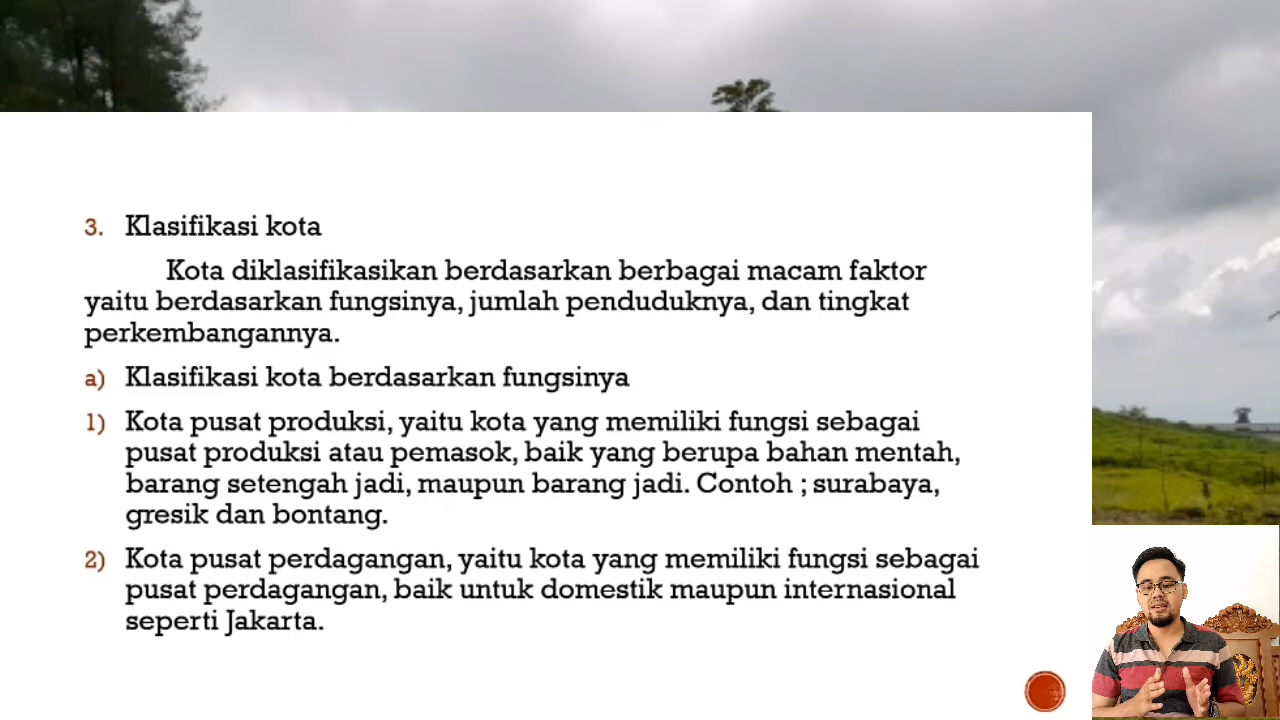 3. Klasifikasi kota
Kota diklasifikasikan berdasarkan berbagai macam faktor
yaitu berdasarkan fungsinya, jumlah penduduknya, dan tingkat
perkembangannya.
a) Klasifikasi kota berdasarkan fungsinya
1) Kota pusat produksi, yaitu kota yang memiliki fungsi sebagai
pusat produksi atau pemasok, baik yang berupa bahan mentah,
barang setengah jadi, maupun barang jadi. Contoh ; surabaya,
gresik dan bontang.
2) Kota pusat perdagangan, yaitu kota yang memiliki fungsi sebagai
pusat perdagangan, baik untuk domestik maupun internasional
seperti Jakarta.